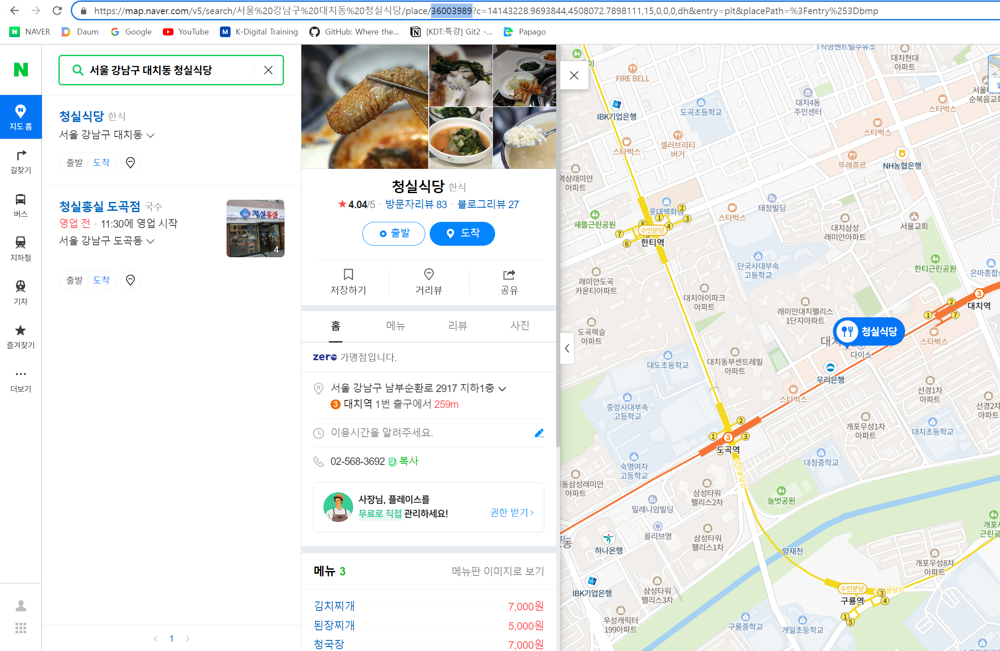 https://map.naver.com/v5/search/서울%20강남구%20대치동%20청실식당/place/36003989?c=14143228.9693844,4508072.7898111,15,0,0,0,dh&entry=plt&placePath=%3Fentry%253Dbmp
NAVER
Daum
Google
YouTube
K-Digital Training
GitHub: Where the...
[KDT:특강] Git2 -...
Papago
서울 강남구 대치동 청실식당
지도 홈
길찾기
버스
지하철
기차
즐겨찾기
더보기
청실식당 한식
서울 강남구 대치동
출발 도착
청실홍실 도곡점 국수
영업 전 · 11:30에 영업 시작
서울 강남구 도곡동
출발 도착
청실홍실
4
1
청실식당 한식
4.04/5 · 방문자리뷰 83 · 블로그리뷰 27
출발
도착
저장하기
거리뷰
공유
홈
메뉴
리뷰
사진
zero pay 가맹점입니다.
서울 강남구 남부순환로 2917 지하1층
3 대치역 1번 출구에서 259m
이용시간을 알려주세요.
02-568-3692 복사
사장님, 플레이스를
무료로 직접 관리하세요!
권한 받기
메뉴 3
메뉴판 이미지로 보기
김치찌개 7,000원
된장찌개 5,000원
청국장 7,000원
대치현대
아파트
FIRE BELL
IBK기업은행
도곡초등학교
대치4동
주민센터
스타벅스
순복음교회
스타벅스
셀러브리티
버거
스타벅스
뚜레쥬르
NH농협은행
역삼래미안
아파트
태정빌딩
롯데백화점
스타벅스
새뜰근린공원
수인분당
한티역
대치삼성
래미안아파트
서울교회
단국사대부속
고등학교
한티근린공원
래미안도곡
카운티아파트
대치아이파크
아파트
래미안대치팰리스
1단지아파트
3
대치역
도곡렉슬
아파트
청실식당
스타벅스
다이소
대도초등학교
대치동부센트레빌
아파트
우리은행
선경1차
아파트
스타벅스
선경2차
아파트
중앙사대부속
고등학교
개포우성1차
아파트
대치초등학교
3
도곡역
숙명여자
고등학교
대청중학교
수인분당선
삼성래미안
아파트
삼성타워
팰리스2차
늘벗공원
밀레니엄빌딩
올리브영
삼성타워
팰리스1차
하나은행
양재천
개포우성8차
아파트
IBK기업은행
삼성타워
팰리스3차
수인분당
구룡역
우성캐릭터
199아파트
구룡중학교
개일초등학교